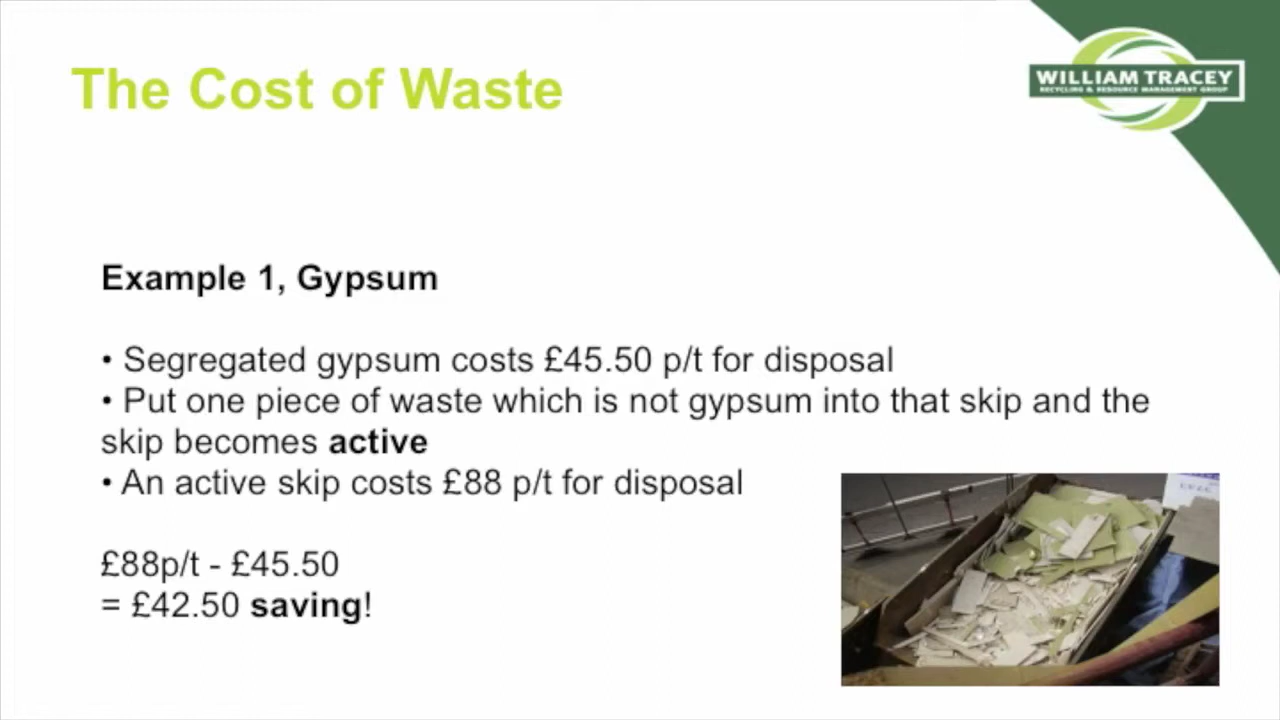 The Cost of Waste
WILLIAM TRACEY
RECYCLING & RESOURCE MANAGEMENT GROUP
Example 1, Gypsum
• Segregated gypsum costs £45.50 p/t for disposal
• Put one piece of waste which is not gypsum into that skip and the
skip becomes active
• An active skip costs £88 p/t for disposal
£88p/t - £45.50
= £42.50 saving!